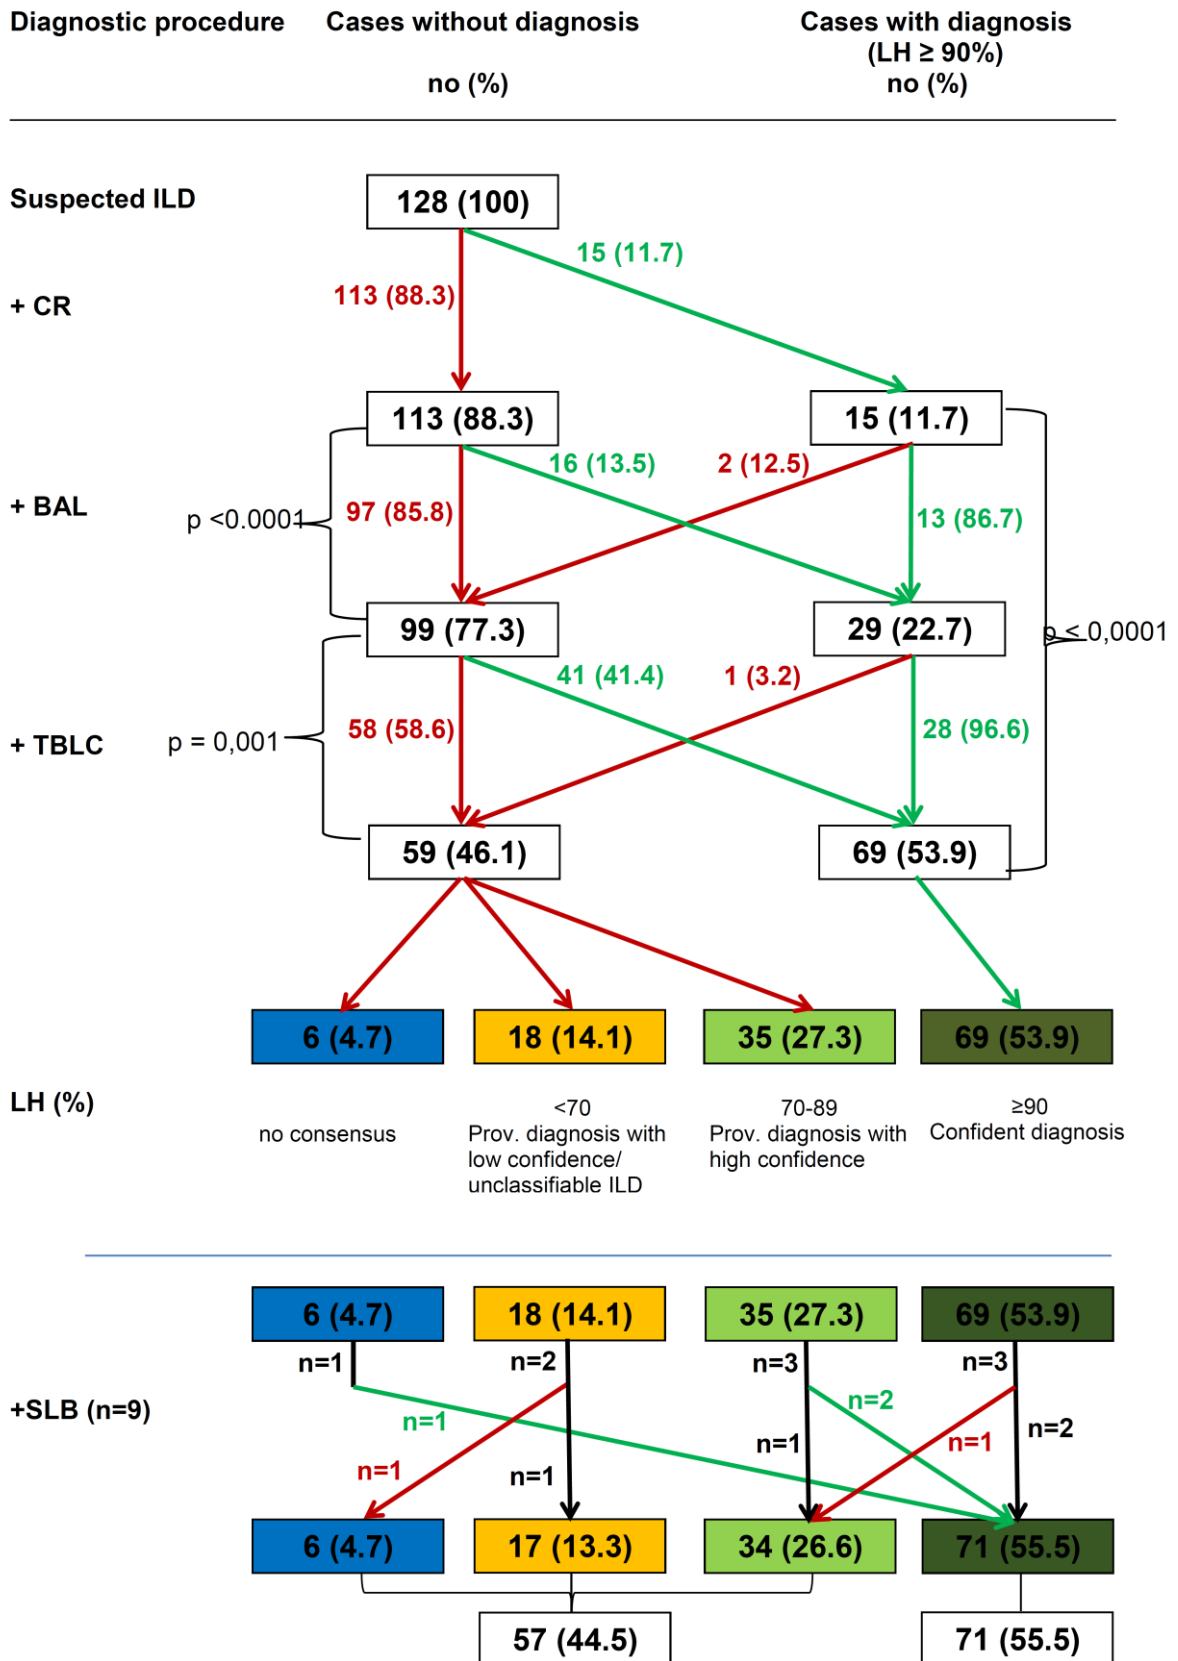 Diagnostic procedure Cases without diagnosis Cases with diagnosis
(LH ≥ 90%)
no (%) no (%)
Suspected ILD 128 (100)
15 (11.7)
113 (88.3)
+ CR
113 (88.3) 15 (11.7)
16 (13.5) 2 (12.5)
+ BAL p <0.0001 97 (85.8) 13 (86.7)
99 (77.3) 29 (22.7) p < 0,0001
41 (41.4) 1 (3.2)
+ TBLC p = 0,001 58 (58.6) 28 (96.6)
59 (46.1) 69 (53.9)
6 (4.7) 18 (14.1) 35 (27.3) 69 (53.9)
LH (%) <70 70-89 ≥90
no consensus Prov. diagnosis with Prov. diagnosis with Confident diagnosis
low confidence/ high confidence
unclassifiable ILD
6 (4.7) 18 (14.1) 35 (27.3) 69 (53.9)
n=1 n=2 n=3 n=3
+SLB (n=9) n=1 n=2
n=1 n=1 n=2
n=1 n=1
6 (4.7) 17 (13.3) 34 (26.6) 71 (55.5)
57 (44.5) 71 (55.5)